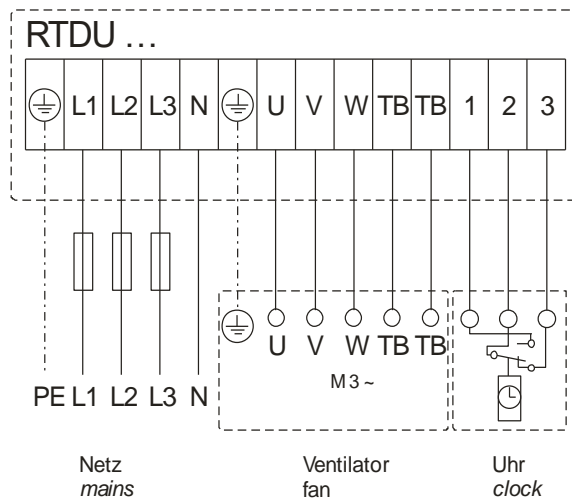 RTDU ...
L1 L2 L3 N U V W TB TB 1 2 3
U V W TB TB
M 3 ~
PE L1 L2 L3 N
Netz Ventilator Uhr
mains fan clock